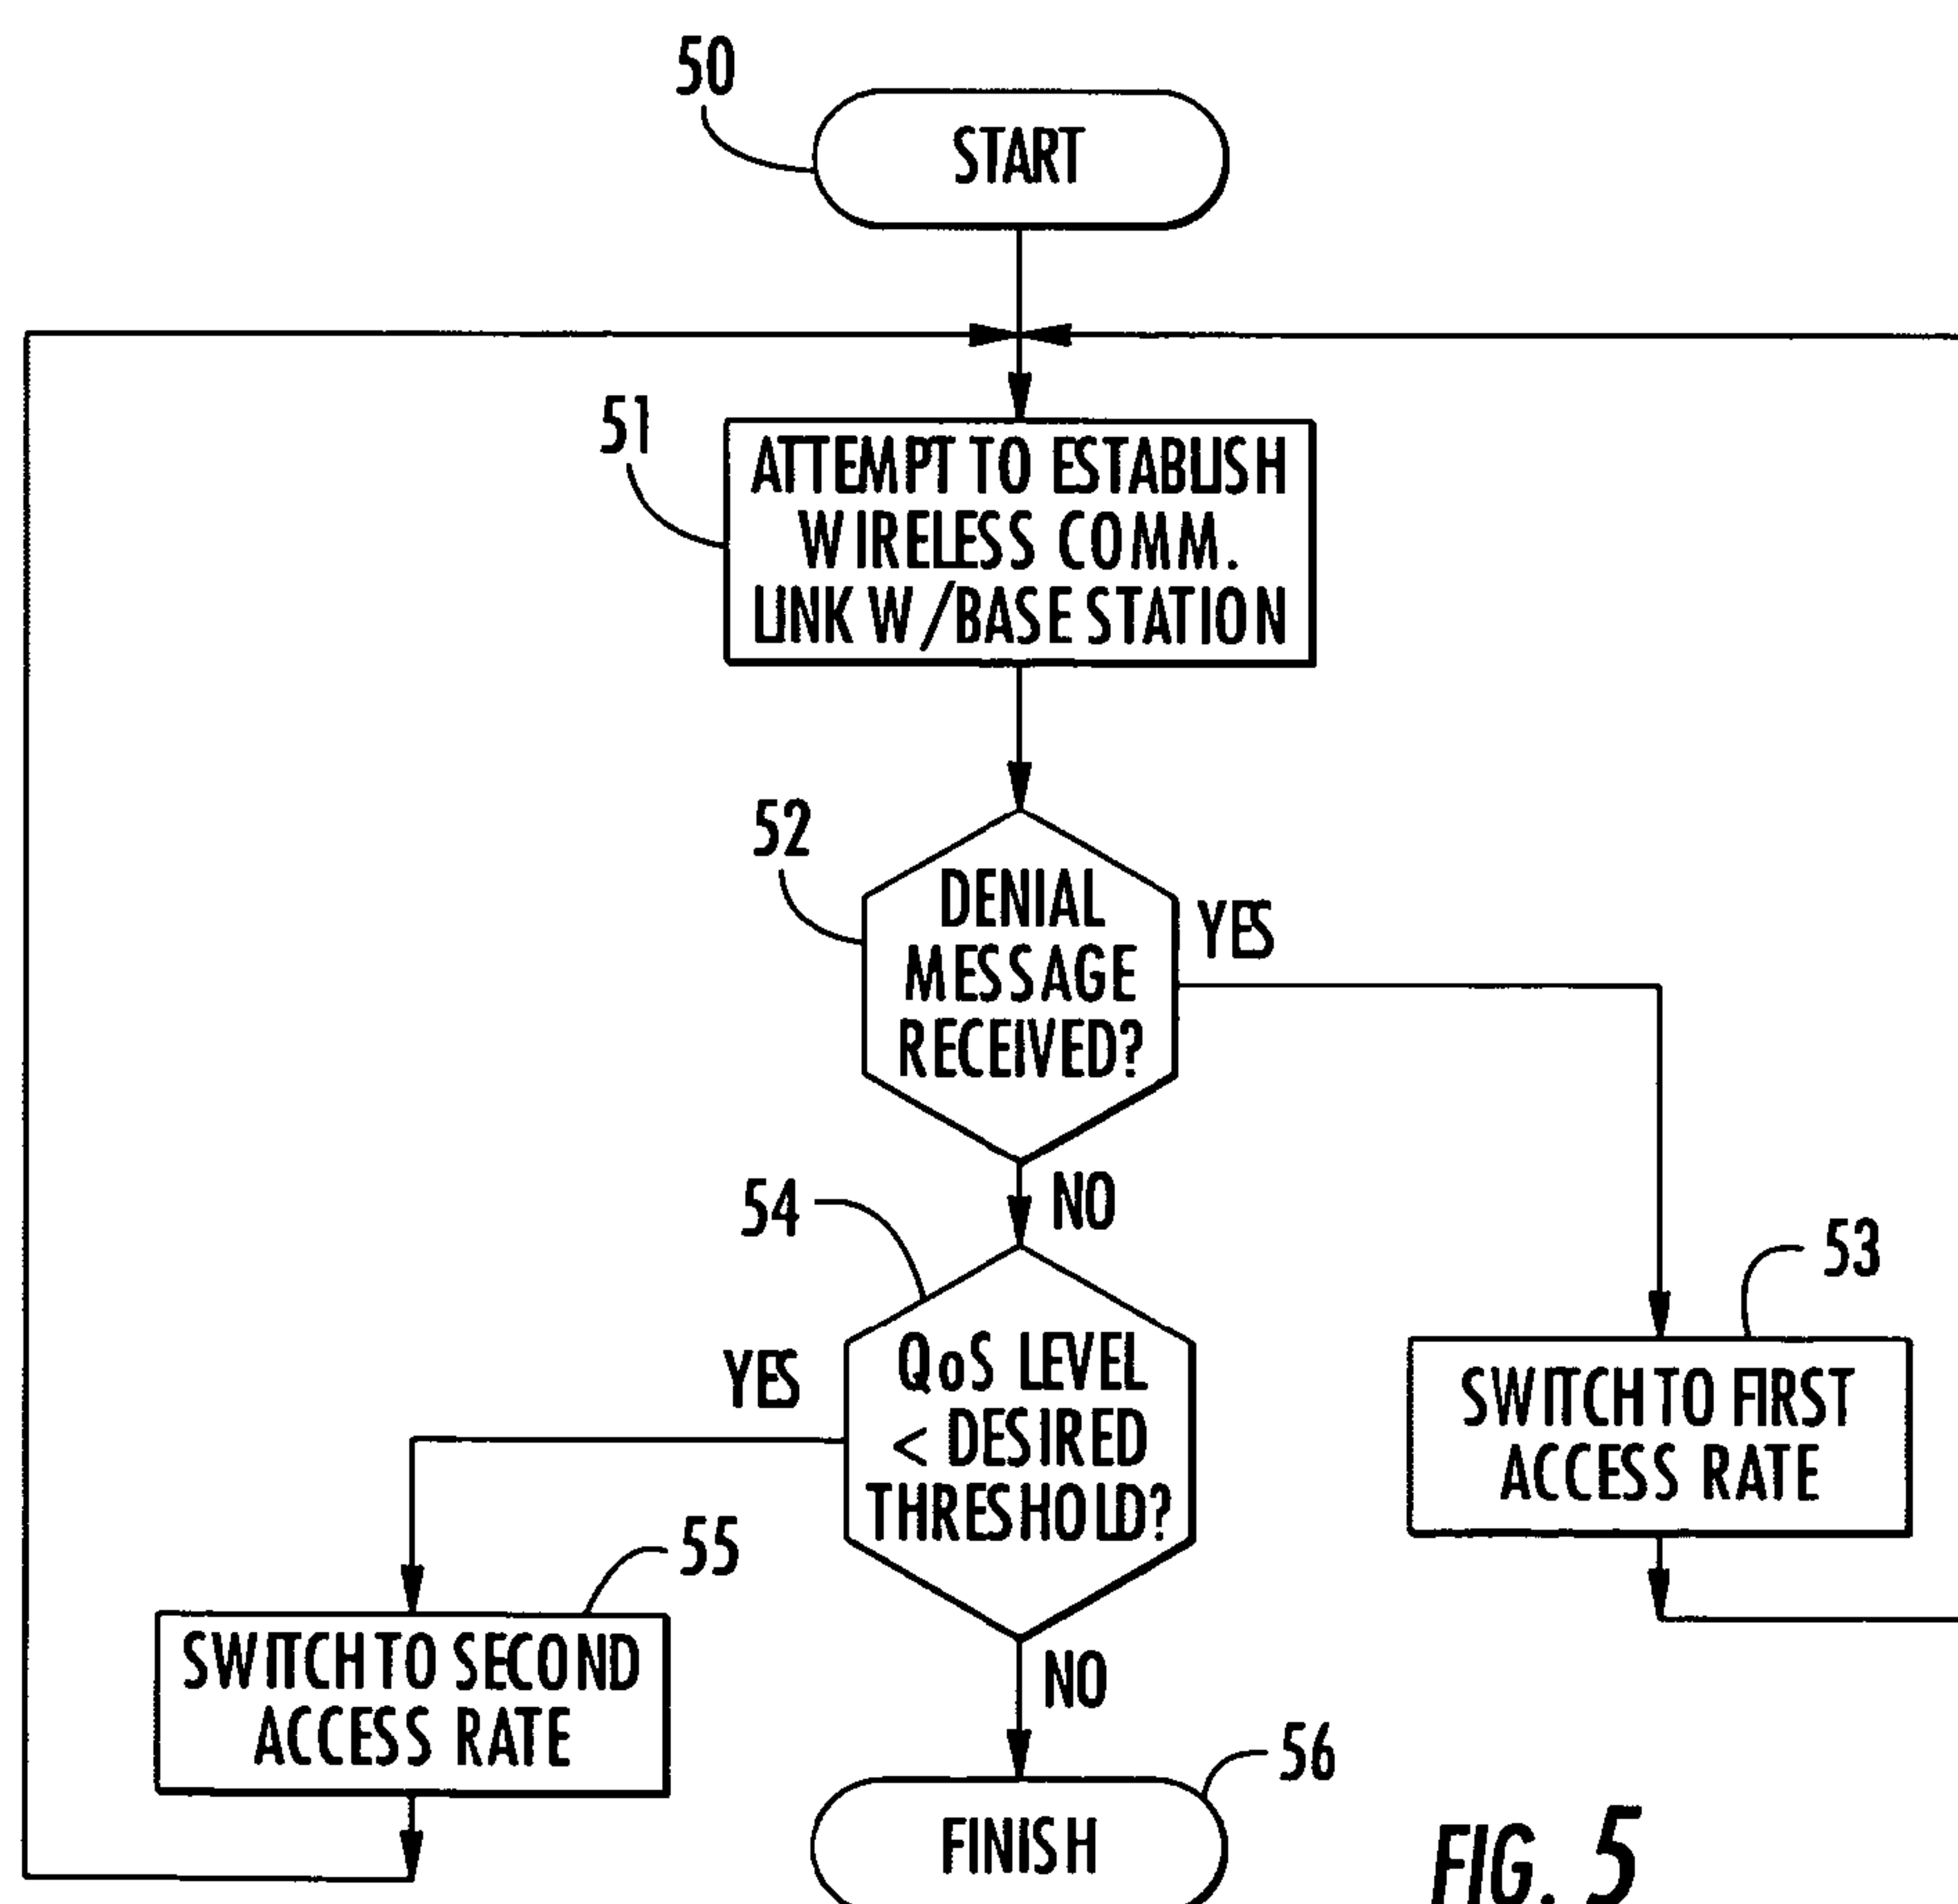 50
START
51
ATTEMPT TO ESTABLISH
WIRELESS COMM.
LINK W/BASE STATION
52
DENIAL
MESSAGE
RECEIVED?
YES
NO
54
53
QoS LEVEL
< DESIRED
THRESHOLD?
YES
SWITCH TO FIRST
ACCESS RATE
55
SWITCH TO SECOND
ACCESS RATE
NO
56
FINISH
FIG. 5